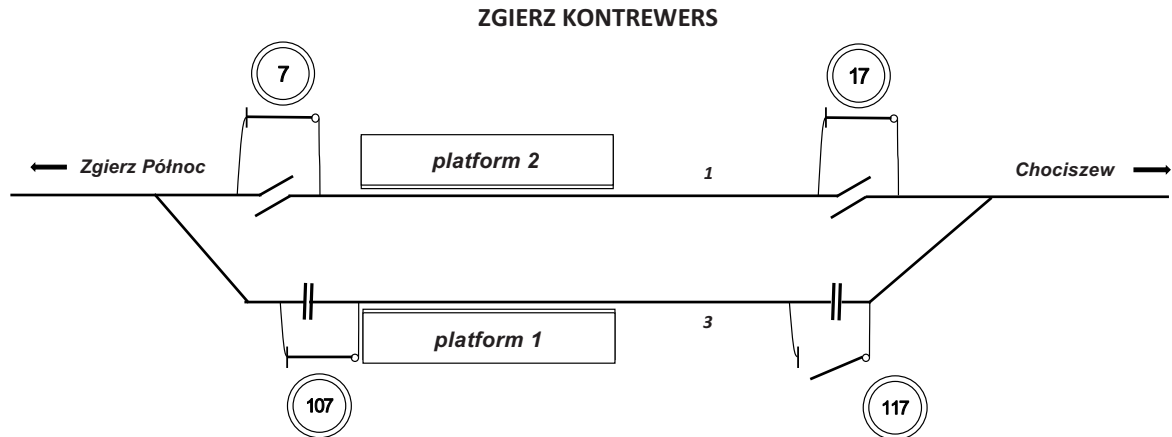 ZGIERZ KONTREWERS
7
17
platform 2
Zgierz Północ
1
Chociszew
platform 1
3
107
117